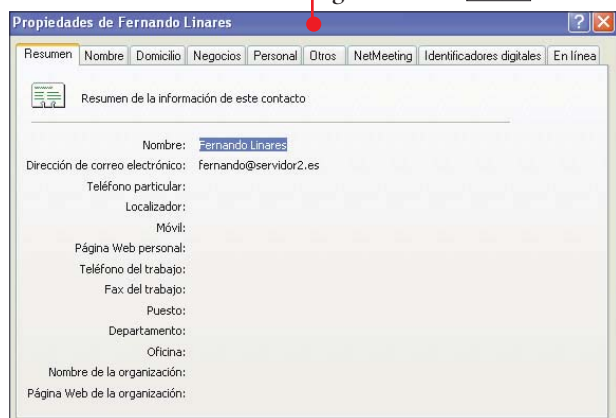 Propiedades de Fernando Linares
Resumen Nombre Domicilio Negocios Personal Otros NetMeeting Identificadores digitales En línea
Resumen de la información de este contacto
Nombre: Fernando Linares
Dirección de correo electrónico: fernando@servidor2.es
Teléfono particular:
Localizador:
Móvil:
Página Web personal:
Teléfono del trabajo:
Fax del trabajo:
Puesto:
Departamento:
Oficina:
Nombre de la organización:
Página Web de la organización: